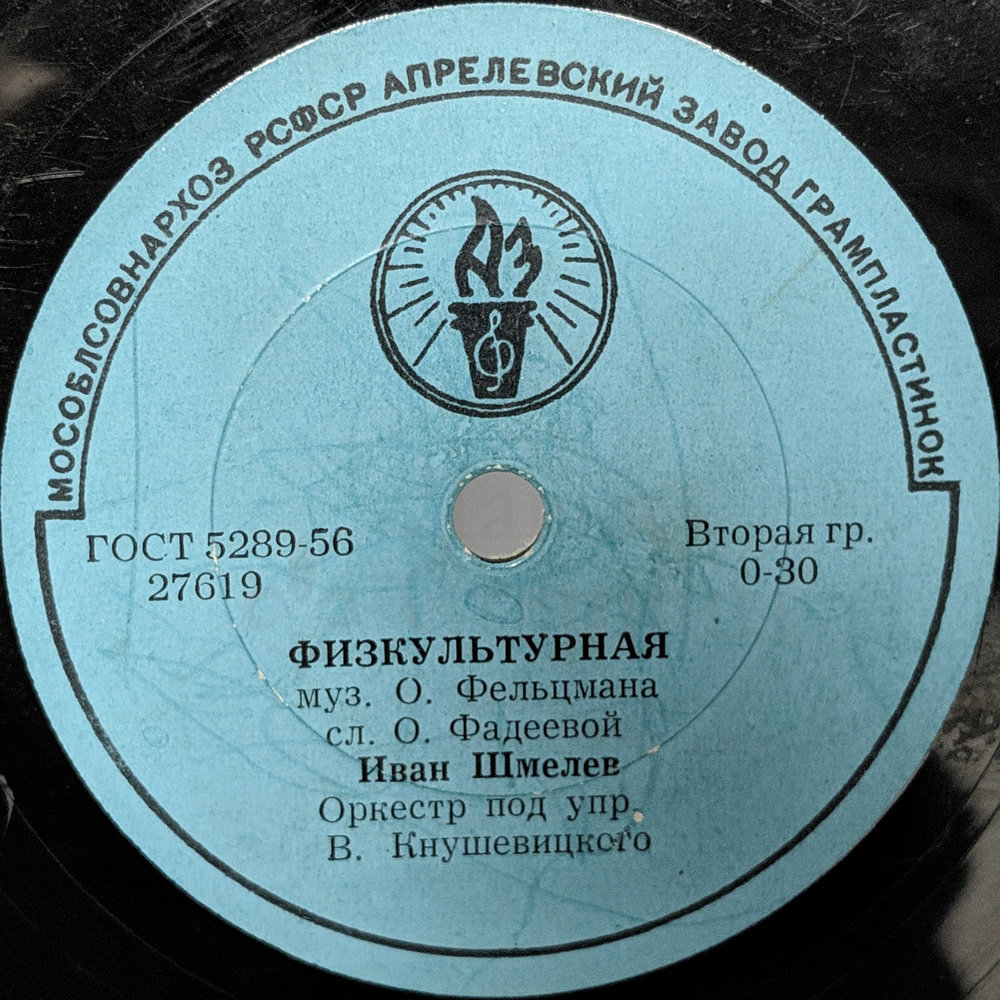 МОСОБЛСОВНАРХОЗ РСФСР АПРЕЛЕВСКИЙ ЗАВОД ГРАМПЛАСТИНОК
АЗ
ГОСТ 5289-56
27619
Вторая гр.
0-30
ФИЗКУЛЬТУРНАЯ
муз. О. Фельцмана
сл. О. Фадеевой
Иван Шмелев
Оркестр под упр.
В. Кнушевицкого